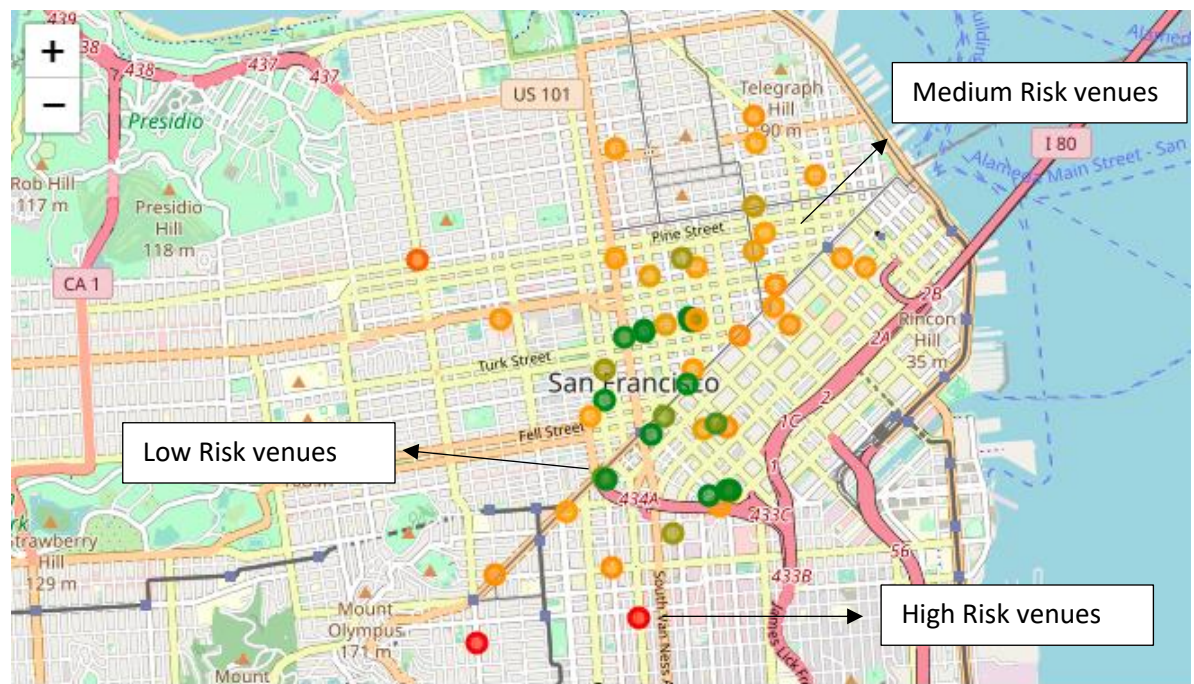 439
+
38
438
437
437
−
Presidio
US 101
Telegraph
Hill
90 m
Medium Risk venues
I 80
Alameda Main Street - San
Rob Hill
117 m
Presidio
Hill
118 m
Pine Street
CA 1
2B
Rincon
Hill
35 m
2A
Turk Street
San Francisco
2
1C
Fell Street
Low Risk venues
1
434A
433C
Strawberry
Hill
129 m
56
433B
Mount
Olympus
171 m
South Van Ness A
James Lick Fre
High Risk venues
Mount